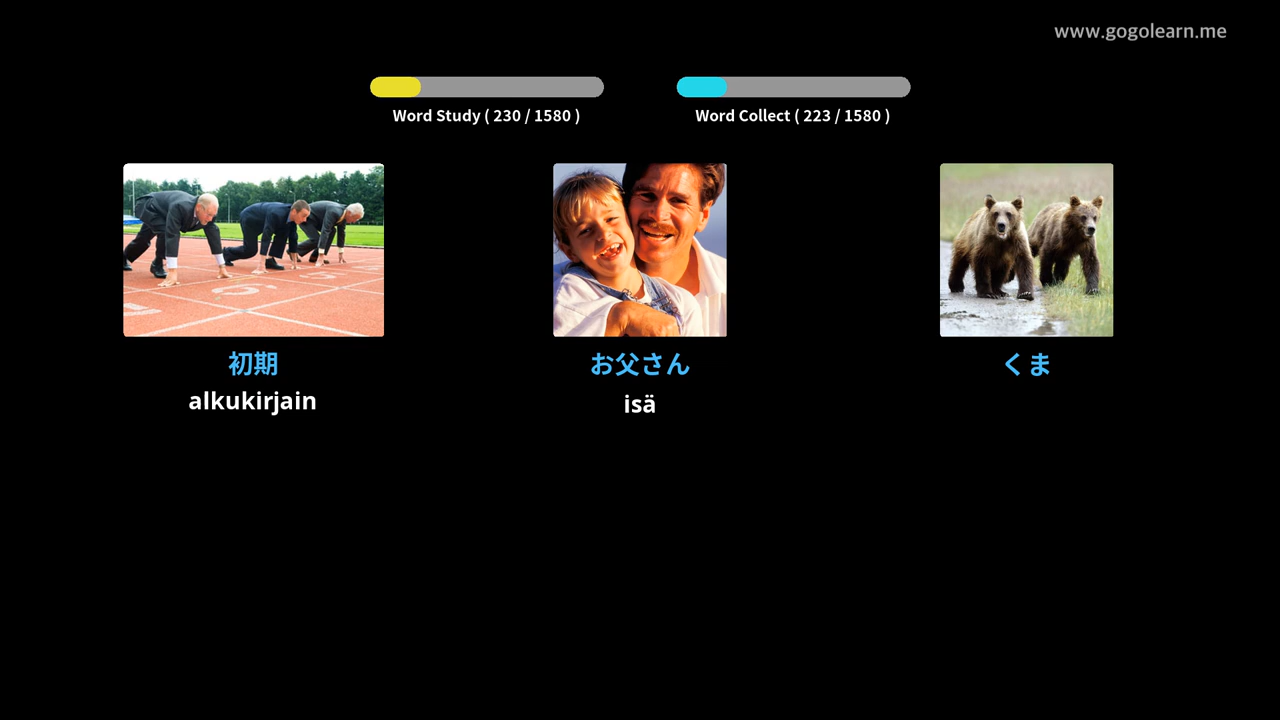 www.gogolearn.me
Word Study ( 230 / 1580 )
Word Collect ( 223 / 1580 )
初期
お父さん
くま
alkukirjain
isä